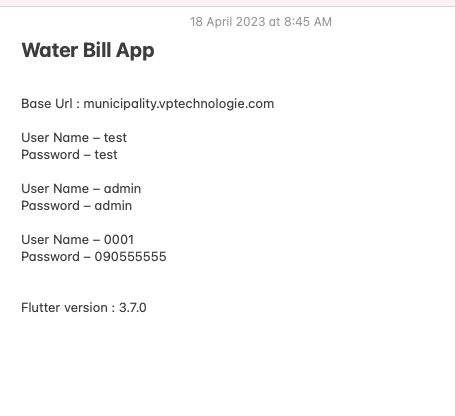 18 April 2023 at 8:45 AM
Water Bill App
Base Url : municipality.vptechnologie.com
User Name – test
Password – test
User Name – admin
Password – admin
User Name – 0001
Password – 090555555
Flutter version : 3.7.0